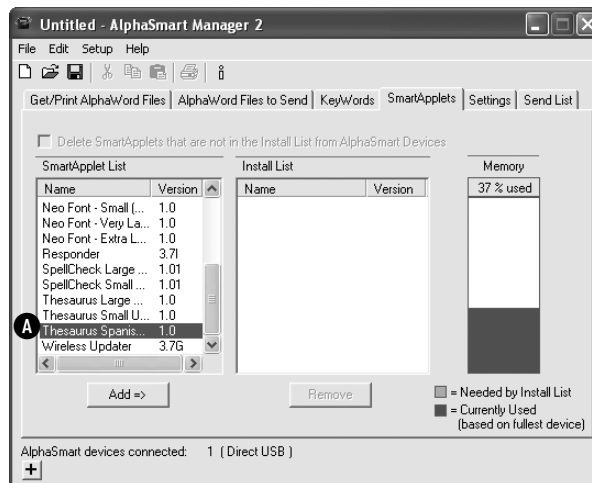 Untitled - AlphaSmart Manager 2
File Edit Setup Help
Get/Print AlphaWord Files AlphaWord Files to Send KeyWords SmartApplets Settings Send List
Delete SmartApplets that are not in the Install List from AlphaSmart Devices
SmartApplet List Install List Memory
Name Version Name Version 37 % used
Neo Font - Small (... 1.0
Neo Font - Very La... 1.0
Neo Font - Extra L... 1.0
Responder 3.7I
SpellCheck Large ... 1.01
SpellCheck Small ... 1.01
Thesaurus Large ... 1.0
Thesaurus Small U... 1.0
A Thesaurus Spanis... 1.0
Wireless Updater 3.7G
Add => Remove
= Needed by Install List
= Currently Used
(based on fullest device)
AlphaSmart devices connected: 1 ( Direct USB )
+